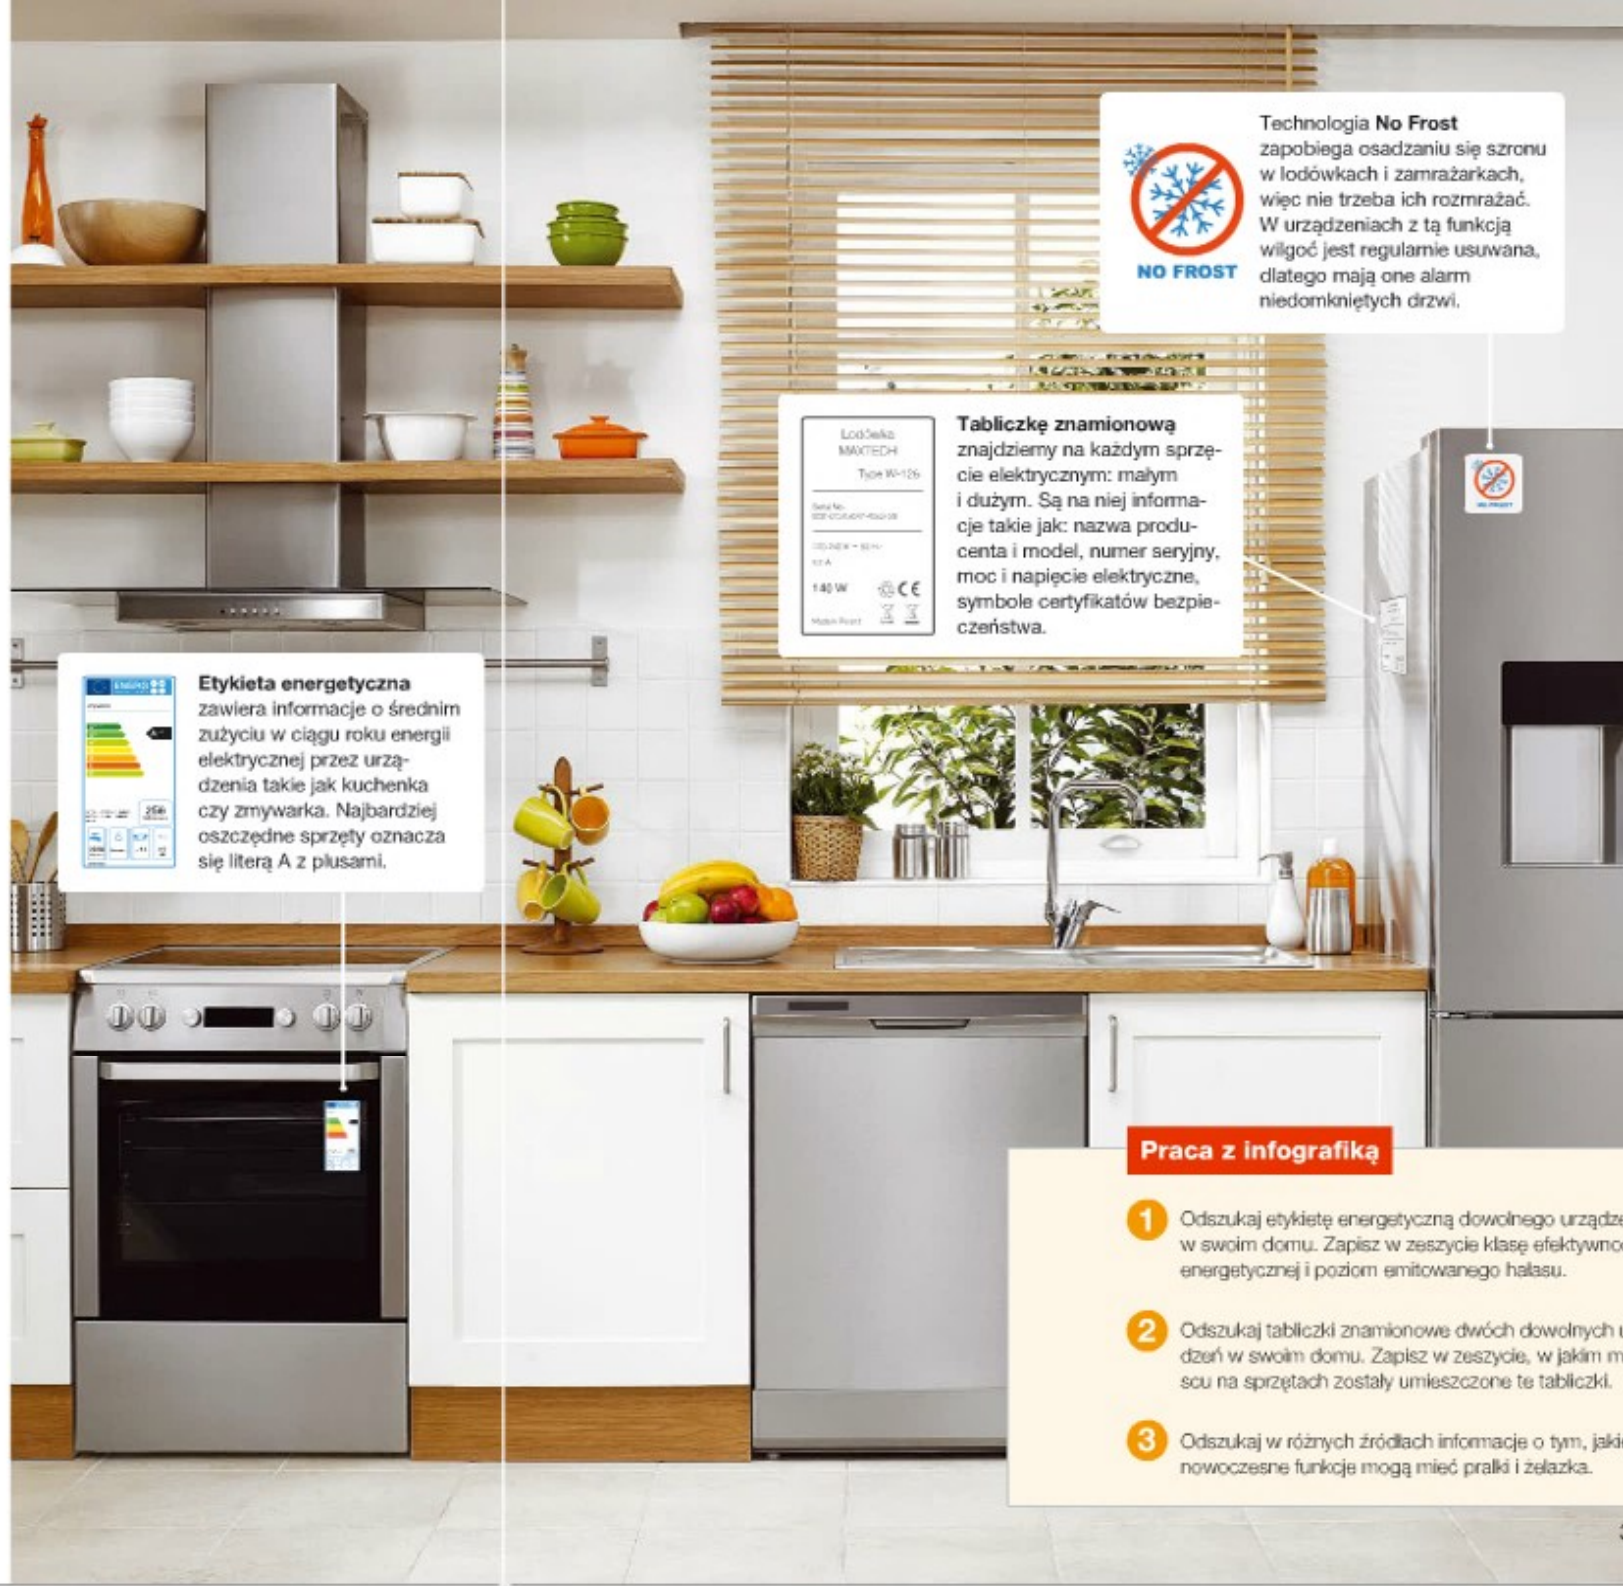 Technologia No Frost
zapobiega osadzaniu się szronu
w lodówkach i zamrażarkach,
więc nie trzeba ich rozmrażać.
W urządzeniach z tą funkcją
wilgoć jest regularnie usuwana,
dlatego mają one alarm
niedomkniętych drzwi.
NO FROST
Lodówka
MAXTECH
Type W-126
140 W
CE
Tabliczkę znamionową
znajdziemy na każdym sprzę-
cie elektrycznym: małym
i dużym. Są na niej informa-
cje takie jak: nazwa produ-
centa i model, numer seryjny,
moc i napięcie elektryczne,
symbole certyfikatów bezpie-
czeństwa.
NO FROST
ENERG
256
Etykieta energetyczna
zawiera informacje o średnim
zużyciu w ciągu roku energii
elektrycznej przez urzą-
dzenia takie jak kuchenka
czy zmywarka. Najbardziej
oszczędne sprzęty oznacza
się literą A z plusami.
Praca z infografiką
1 Odszukaj etykietę energetyczną dowolnego urządze
w swoim domu. Zapisz w zeszycie klasę efektywno
energetycznej i poziom emitowanego hałasu.
2 Odszukaj tabliczki znamionowe dwóch dowolnych u
dzeń w swoim domu. Zapisz w zeszycie, w jakim m
scu na sprzętach zostały umieszczone te tabliczki.
3 Odszukaj w różnych źródłach informacje o tym, jakie
nowoczesne funkcje mogą mieć pralki i żelazka.